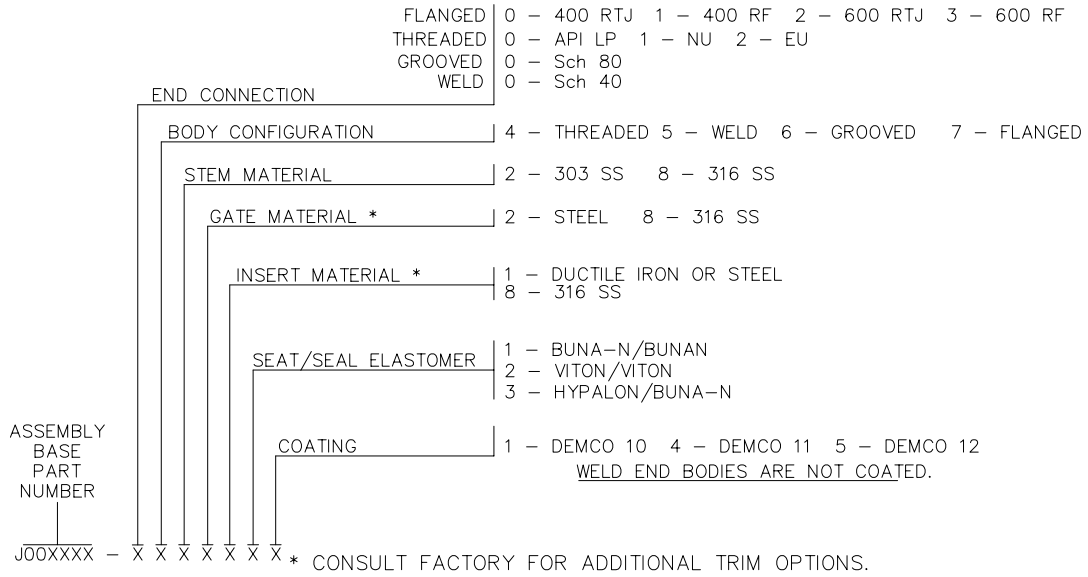 FLANGED 0 – 400 RTJ 1 – 400 RF 2 – 600 RTJ 3 – 600 RF
THREADED 0 – API LP 1 – NU 2 – EU
GROOVED 0 – Sch 80
WELD 0 – Sch 40
END CONNECTION
BODY CONFIGURATION 4 – THREADED 5 – WELD 6 – GROOVED 7 – FLANGED
STEM MATERIAL 2 – 303 SS 8 – 316 SS
GATE MATERIAL * 2 – STEEL 8 – 316 SS
INSERT MATERIAL * 1 – DUCTILE IRON OR STEEL
8 – 316 SS
1 – BUNA–N/BUNAN
SEAT/SEAL ELASTOMER 2 – VITON/VITON
3 – HYPALON/BUNA–N
COATING 1 – DEMCO 10 4 – DEMCO 11 5 – DEMCO 12
WELD END BODIES ARE NOT COATED.
ASSEMBLY
BASE
PART
NUMBER
J00XXXX – X X X X X X X
* CONSULT FACTORY FOR ADDITIONAL TRIM OPTIONS.